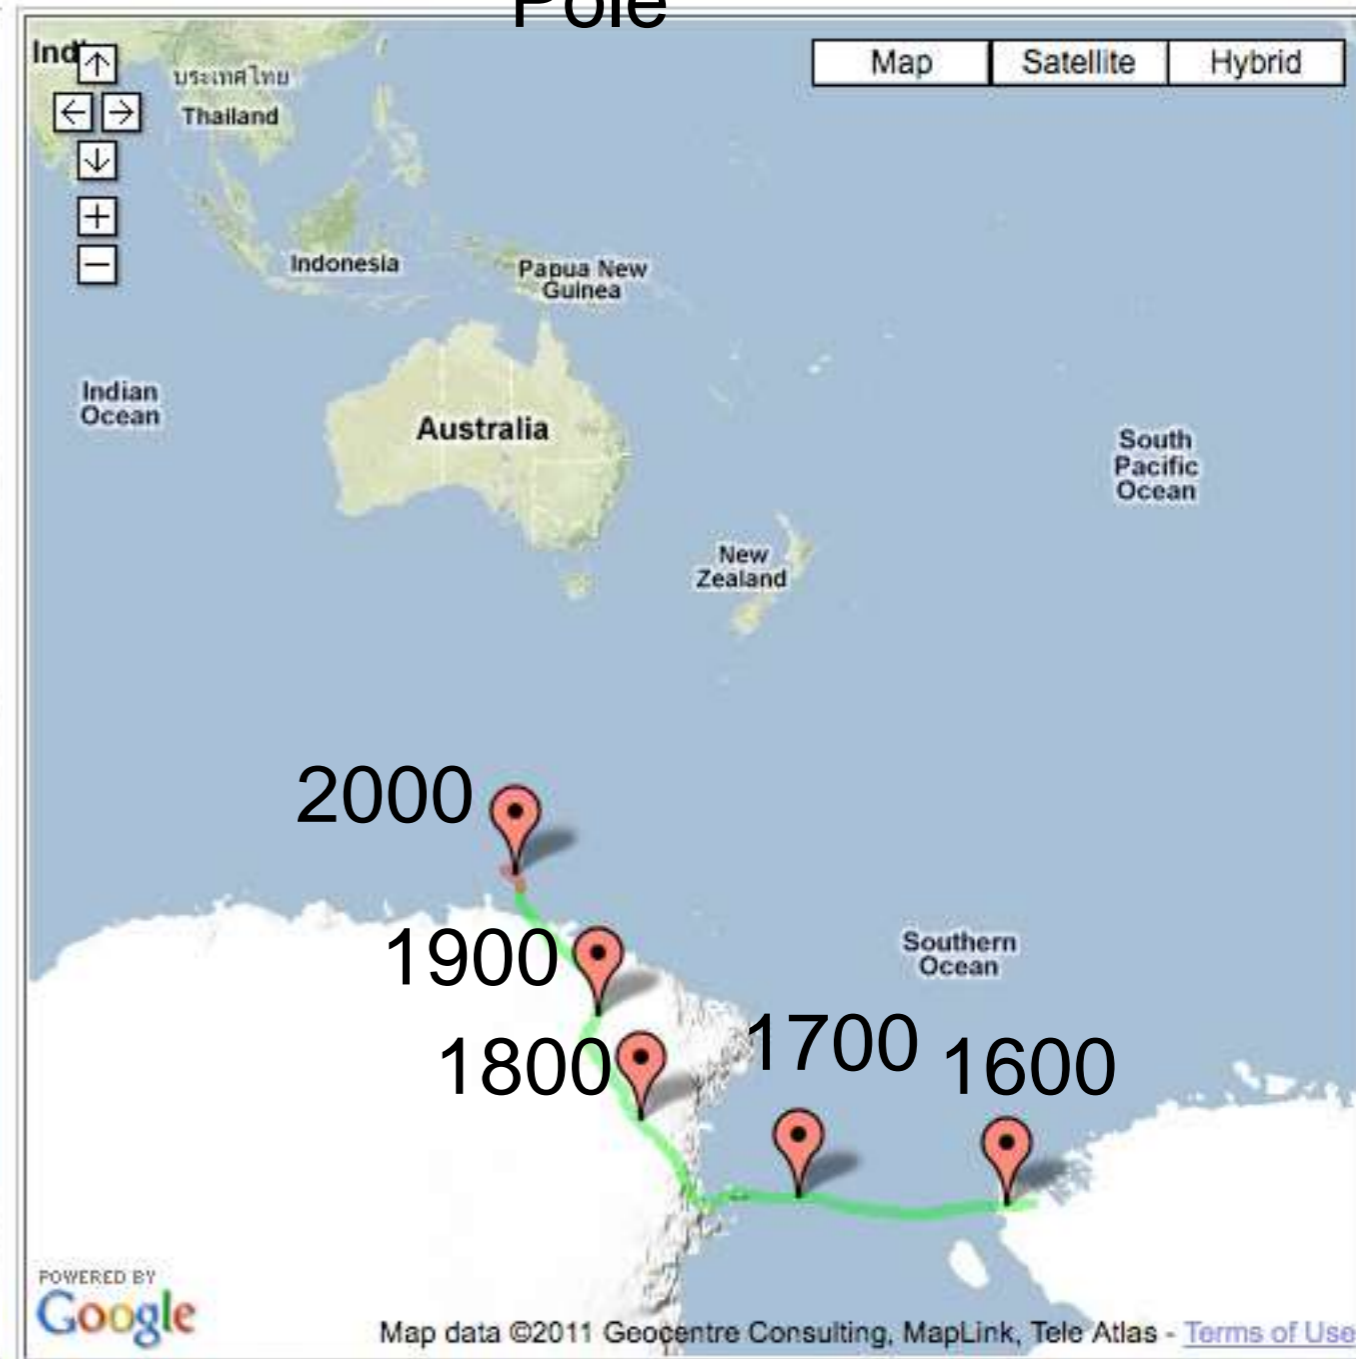 Pole
Map
Satellite
Hybrid
ประเทศไทย
Thailand
Indonesia
Papua New
Guinea
Indian
Ocean
Australia
South
Pacific
Ocean
New
Zealand
2000
1900
Southern
Ocean
1800
1700
1600
POWERED BY
Google
Map data ©2011 Geocentre Consulting, MapLink, Tele Atlas - Terms of Use